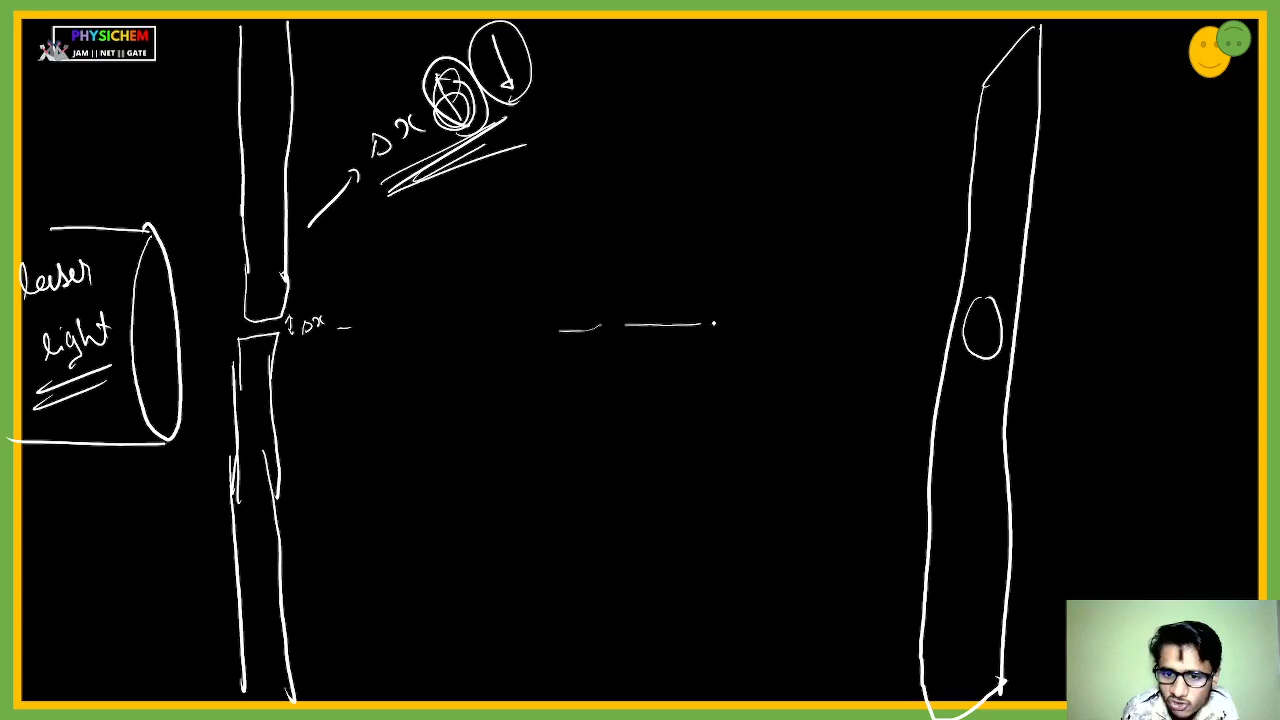 PHYSICHEM
JAM || NET || GATE
Δx ↓
laser
light
↕Δx